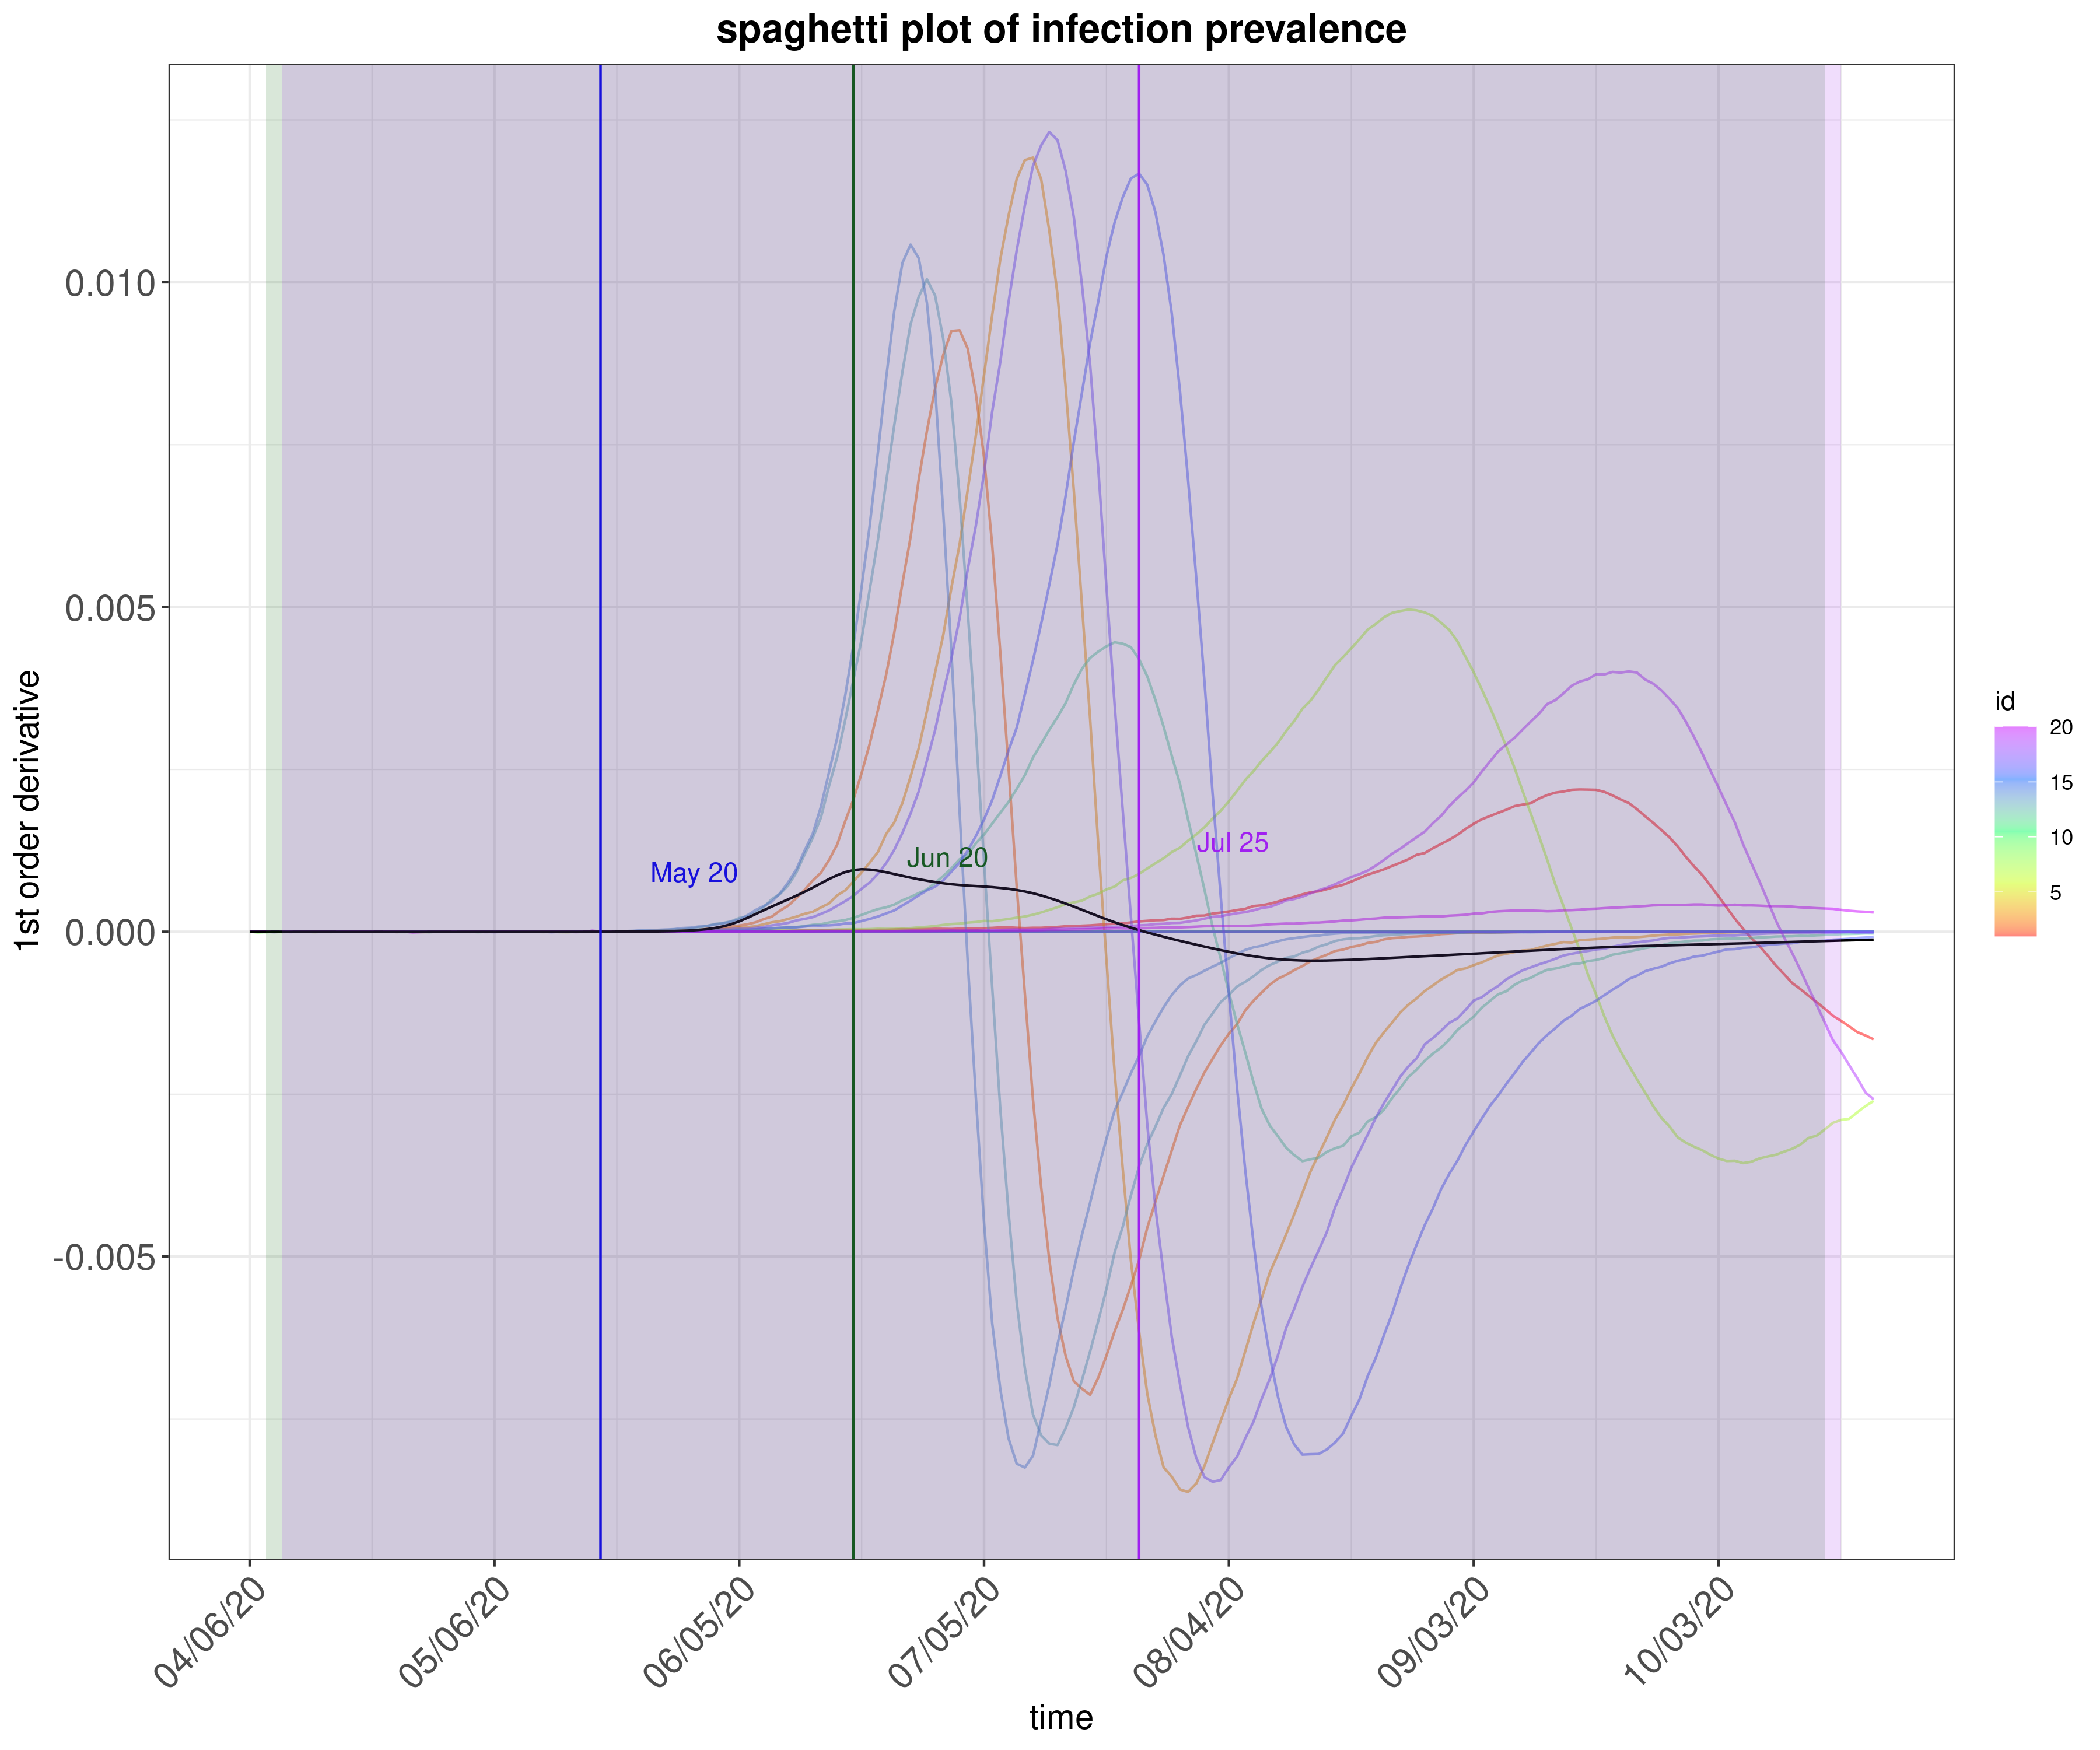 spaghetti plot of infection prevalence
1st order derivative
0.010
0.005
0.000
-0.005
May 20
Jun 20
Jul 25
id
20
15
10
5
04/06/20
05/06/20
06/05/20
07/05/20
08/04/20
09/03/20
10/03/20
time